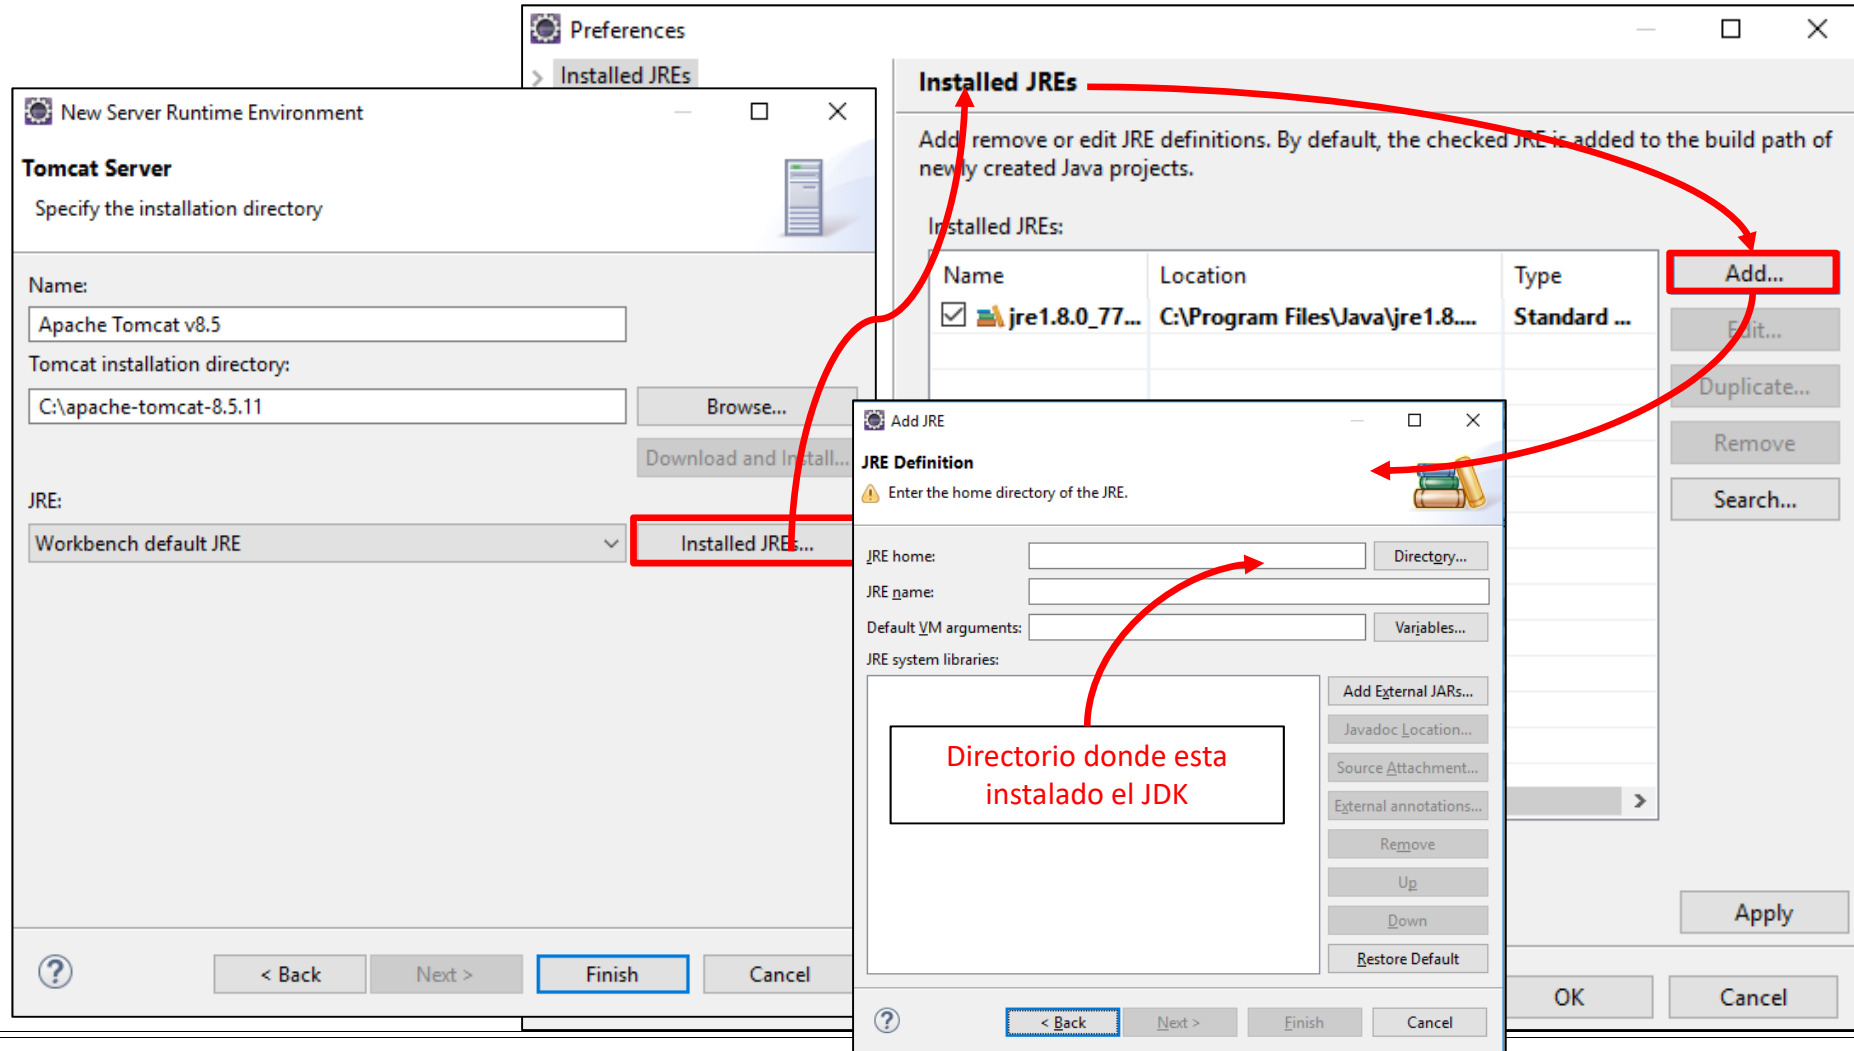 Preferences
Installed JREs
Installed JREs
Add, remove or edit JRE definitions. By default, the checked JRE is added to the build path of
newly created Java projects.
Installed JREs:
Name Location Type
jre1.8.0_77... C:\Program Files\Java\jre1.8.... Standard ...
Add...
Edit...
Duplicate...
Remove
Search...
Apply
OK Cancel
New Server Runtime Environment
Tomcat Server
Specify the installation directory
Name:
Apache Tomcat v8.5
Tomcat installation directory:
C:\apache-tomcat-8.5.11 Browse...
Download and Install...
JRE:
Workbench default JRE Installed JREs...
< Back Next > Finish Cancel
Add JRE
JRE Definition
Enter the home directory of the JRE.
JRE home: Directory...
JRE name:
Default VM arguments: Variables...
JRE system libraries:
Add External JARs...
Javadoc Location...
Source Attachment...
External annotations...
Remove
Up
Down
Restore Default
Directorio donde esta
instalado el JDK
< Back Next > Finish Cancel